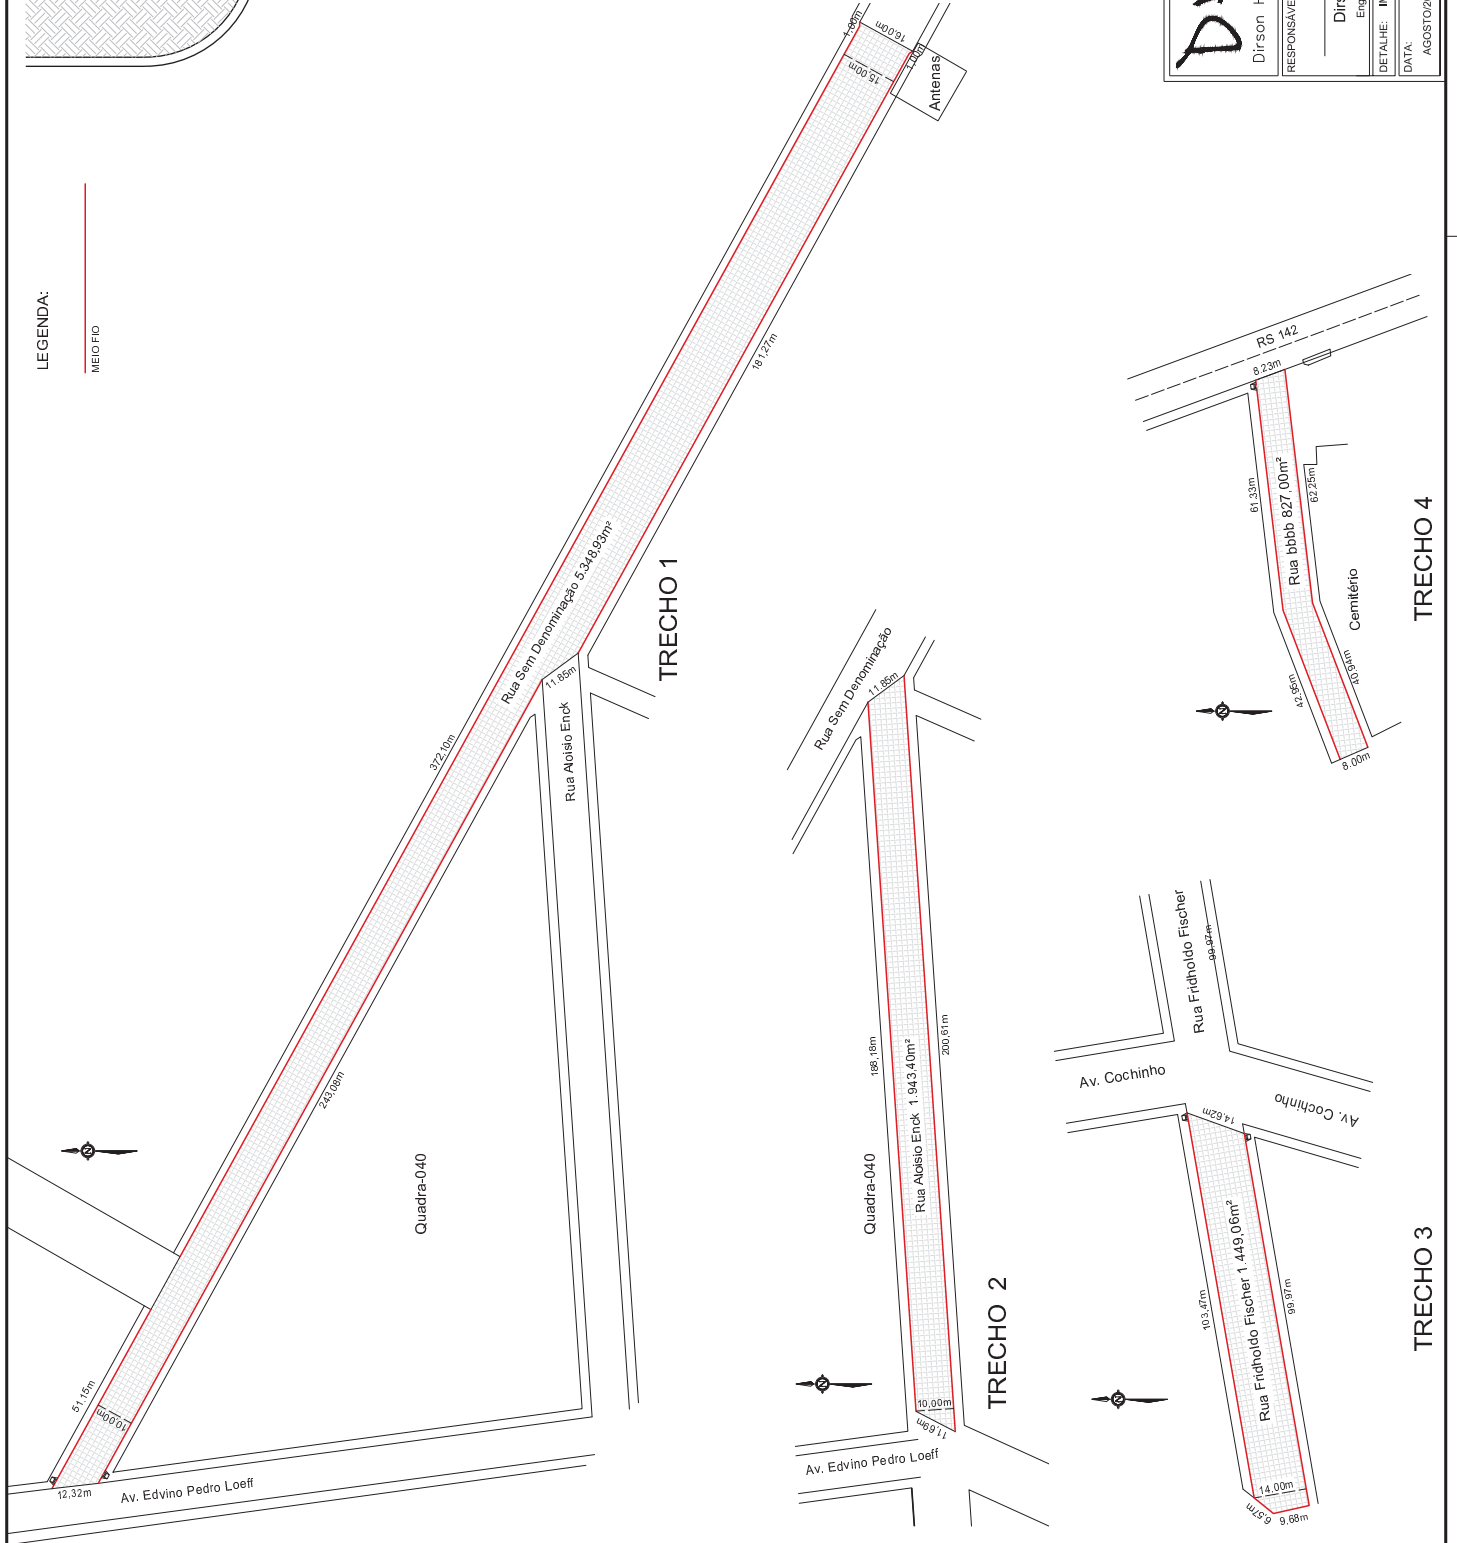 LEGENDA:
MEIO FIO
1,00m
16.00m
15.00m
1,00m
Antenas
181,27m
Rua Sem Denominação 5.348,93m²
11.85m
Rua Aloisio Enck
372,10m
243,08m
51,15m
10.00m
12,32m
Av. Edvino Pedro Loeff
Quadra-040
TRECHO 1
Rua Sem Denominação
11.85m
188,18m
200,61m
Rua Aloisio Enck 1.943,40m²
Quadra-040
10,00m
11.69m
Av. Edvino Pedro Loeff
TRECHO 2
Rua Fridholdo Fischer
99,97m
Av. Cochinho
Av. Cochinho
14,62m
103,47m
Rua Fridholdo Fischer 1.449,06m²
99,97m
14,00m
6,57m
9,68m
TRECHO 3
RS 142
8.23m
61.33m
Rua bbbb 827,00m²
62,25m
Cemitério
42,95m
40,94m
8.00m
TRECHO 4
N
N
N
N
Dirson H
RESPONSÁVE
Dirs
Eng
DETALHE:
DATA:
AGOSTO/20